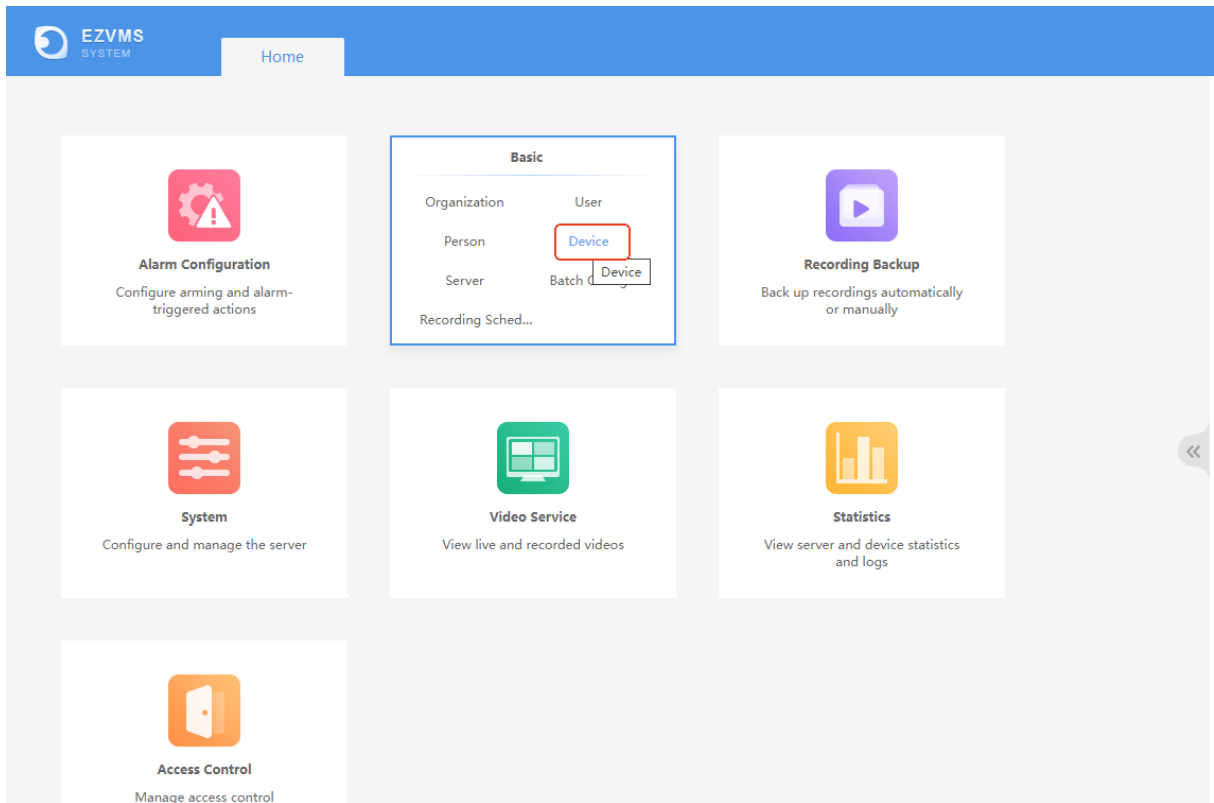 EZVMS
SYSTEM
Home
Alarm Configuration
Configure arming and alarm-
triggered actions
Basic
Organization User
Person Device
Server Batch
Device
Recording Sched...
Recording Backup
Back up recordings automatically
or manually
System
Configure and manage the server
Video Service
View live and recorded videos
Statistics
View server and device statistics
and logs
Access Control
Manage access control